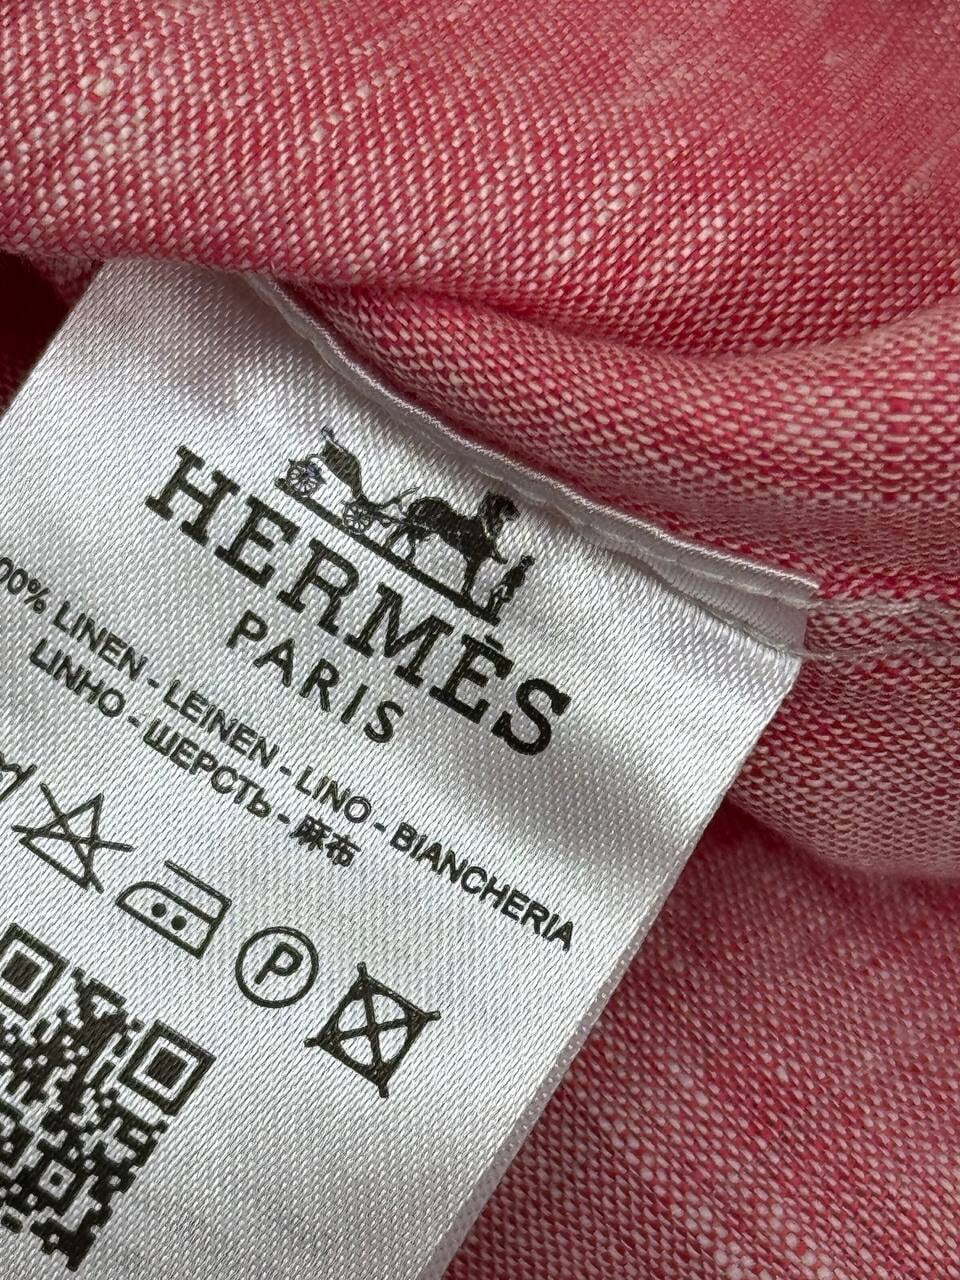 HERMÈS
PARIS
00% LINEN - LEINEN - LINO - BIANCHERIA
LINHO - ШЕРСТЬ - 麻布
P